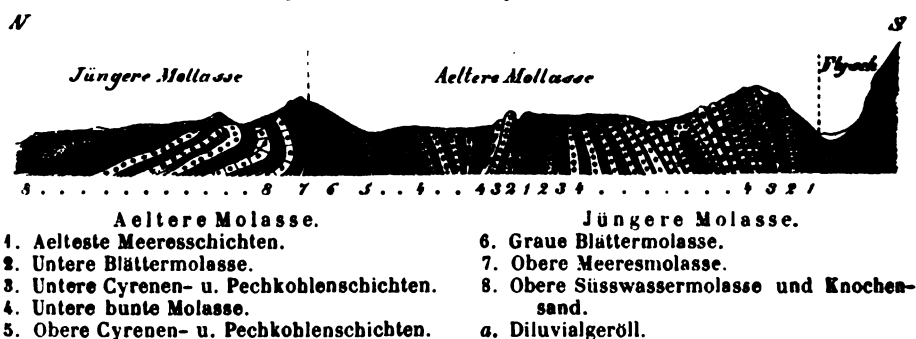 N S
Jüngere Mollasse Aeltere Mollasse Flysch
8 . . . . . . . . . . . . 8 7 6 5 . . 4 . . 4 3 2 1 2 3 4 . . . . . . . 4 3 2 1
Aeltere Molasse.
1. Aelteste Meeresschichten.
2. Untere Blättermolasse.
3. Untere Cyrenen- u. Pechkohlenschichten.
4. Untere bunte Molasse.
5. Obere Cyrenen- u. Pechkohlenschichten.
Jüngere Molasse.
6. Graue Blättermolasse.
7. Obere Meeresmolasse.
8. Obere Süsswassermolasse und Knochen-
sand.
a. Diluvialgeröll.